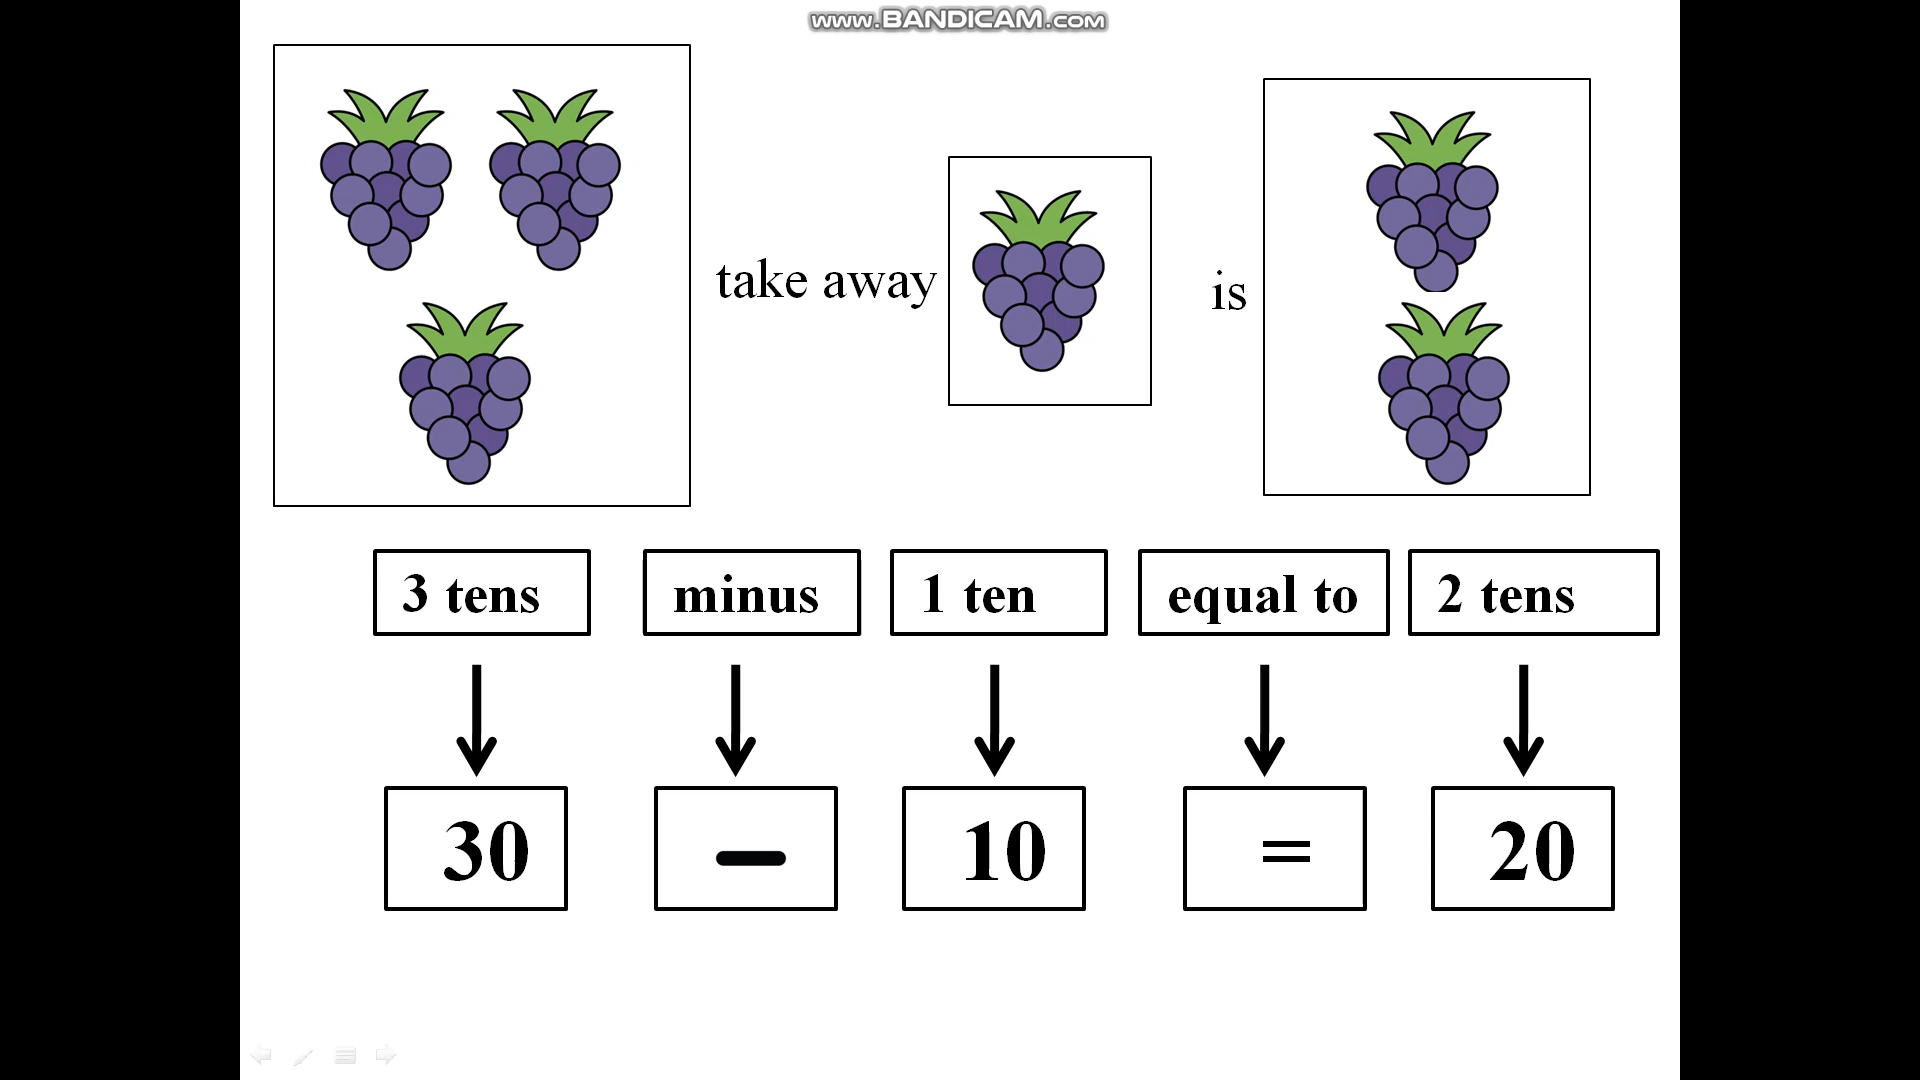 www.BANDICAM.com
take away
is
3 tens
minus
1 ten
equal to
2 tens
30
–
10
=
20